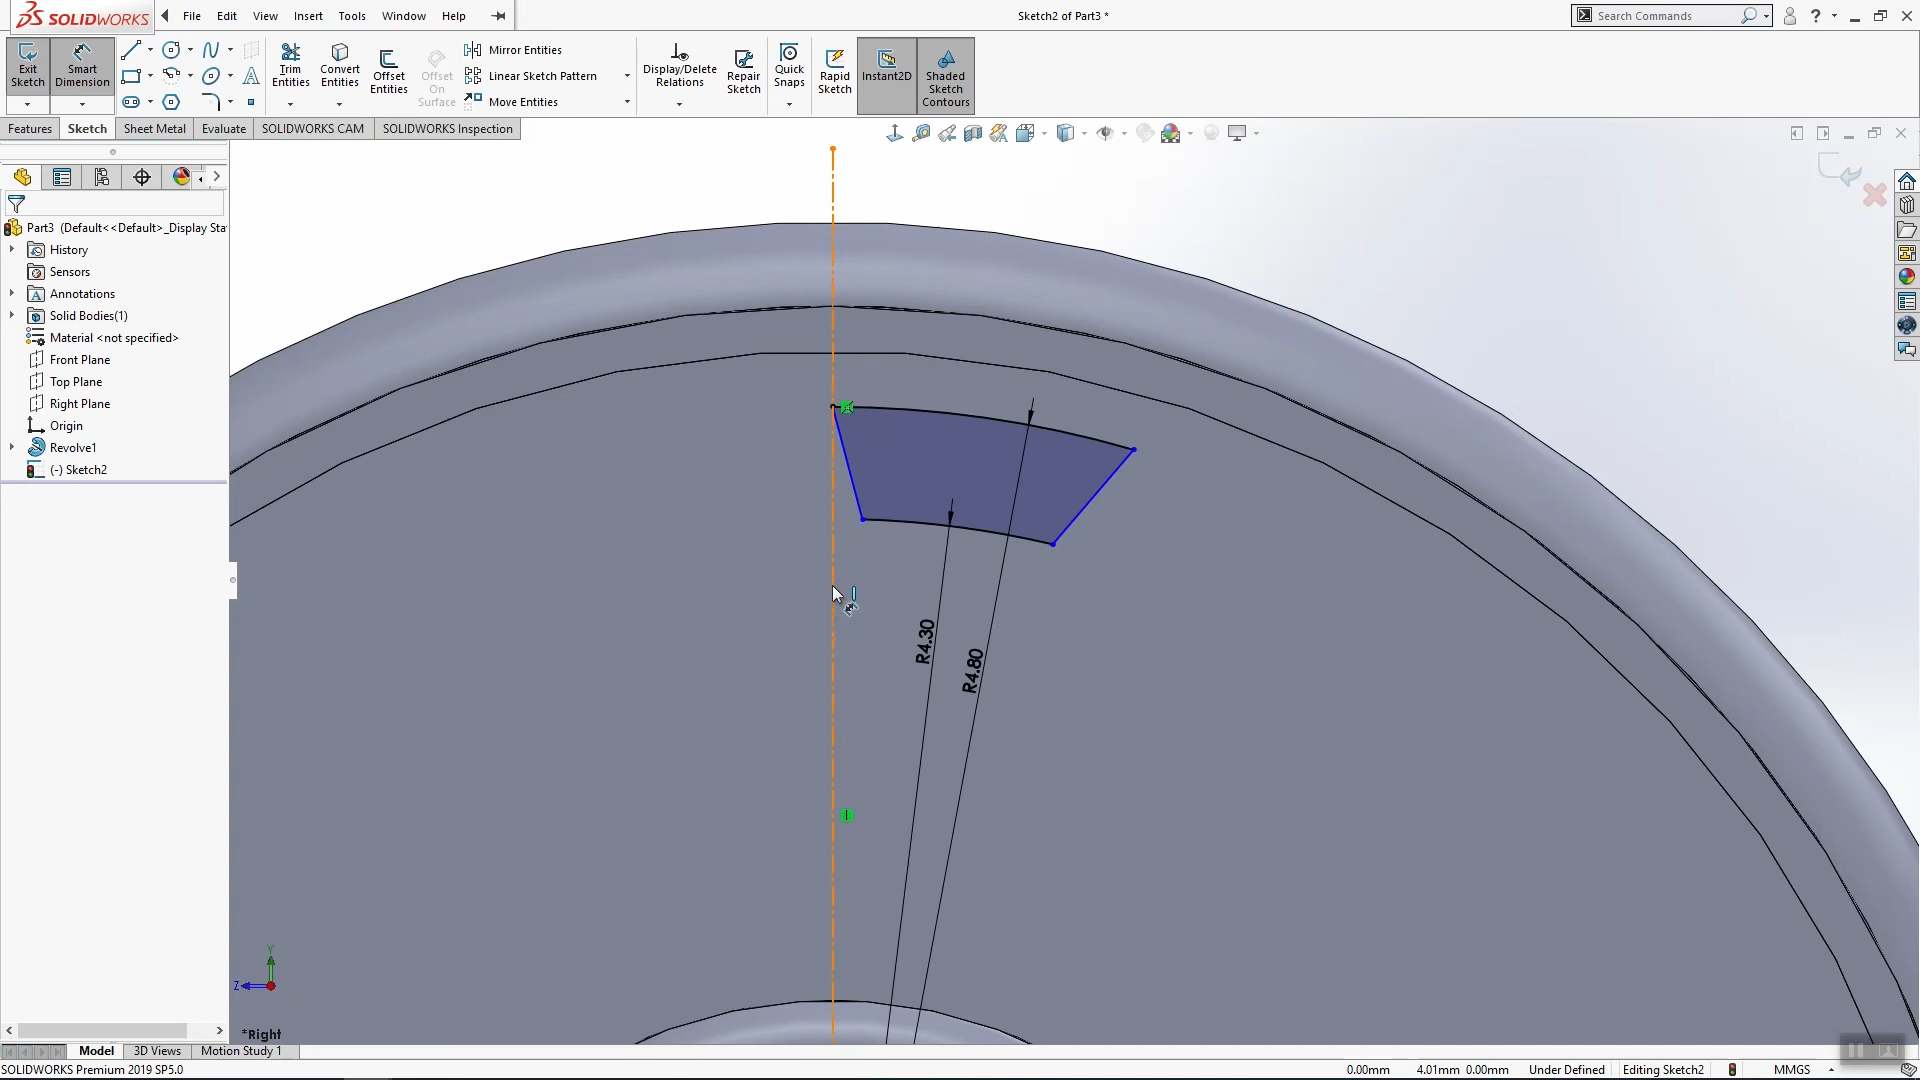 SOLIDWORKS File Edit View Insert Tools Window Help Sketch2 of Part3 * Search Commands ?
Exit Sketch Smart Dimension Trim Entities Convert Entities Offset Entities Offset On Surface Mirror Entities Linear Sketch Pattern Move Entities Display/Delete Relations Repair Sketch Quick Snaps Rapid Sketch Instant2D Shaded Sketch Contours
Features Sketch Sheet Metal Evaluate SOLIDWORKS CAM SOLIDWORKS Inspection
Part3 (Default<<Default>_Display Sta
History
Sensors
Annotations
Solid Bodies(1)
Material <not specified>
Front Plane
Top Plane
Right Plane
Origin
Revolve1
(-) Sketch2
R4.30
R4.80
Y
Z
*Right
Model 3D Views Motion Study 1
SOLIDWORKS Premium 2019 SP5.0 0.00mm 4.01mm 0.00mm Under Defined Editing Sketch2 MMGS